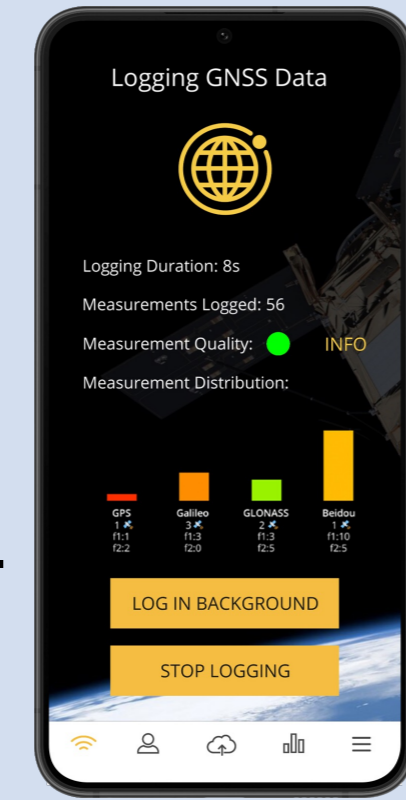 Logging GNSS Data
Logging Duration: 8s
Measurements Logged: 56
Measurement Quality: INFO
Measurement Distribution:
GPS Galileo GLONASS Beidou
1 3 2 1
f1:1 f1:3 f1:3 f1:10
f2:2 f2:0 f2:5 f2:5
LOG IN BACKGROUND
STOP LOGGING